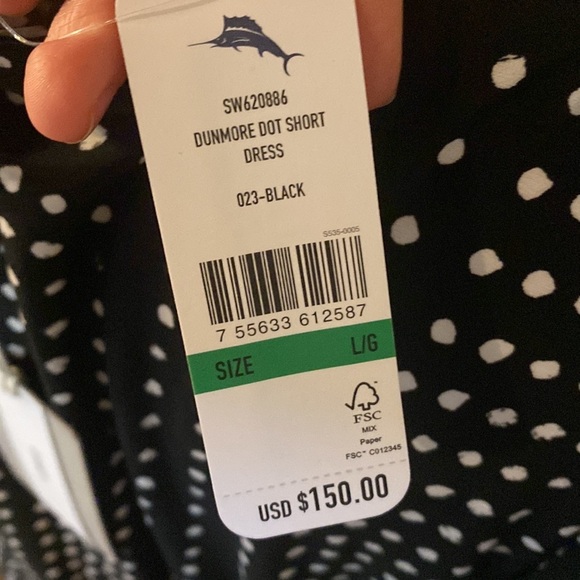 SW620886
DUNMORE DOT SHORT
DRESS
023-BLACK
S535-0005
7 55633 612587
SIZE L/G
FSC
MIX
Paper
FSC™ C012345
USD $150.00